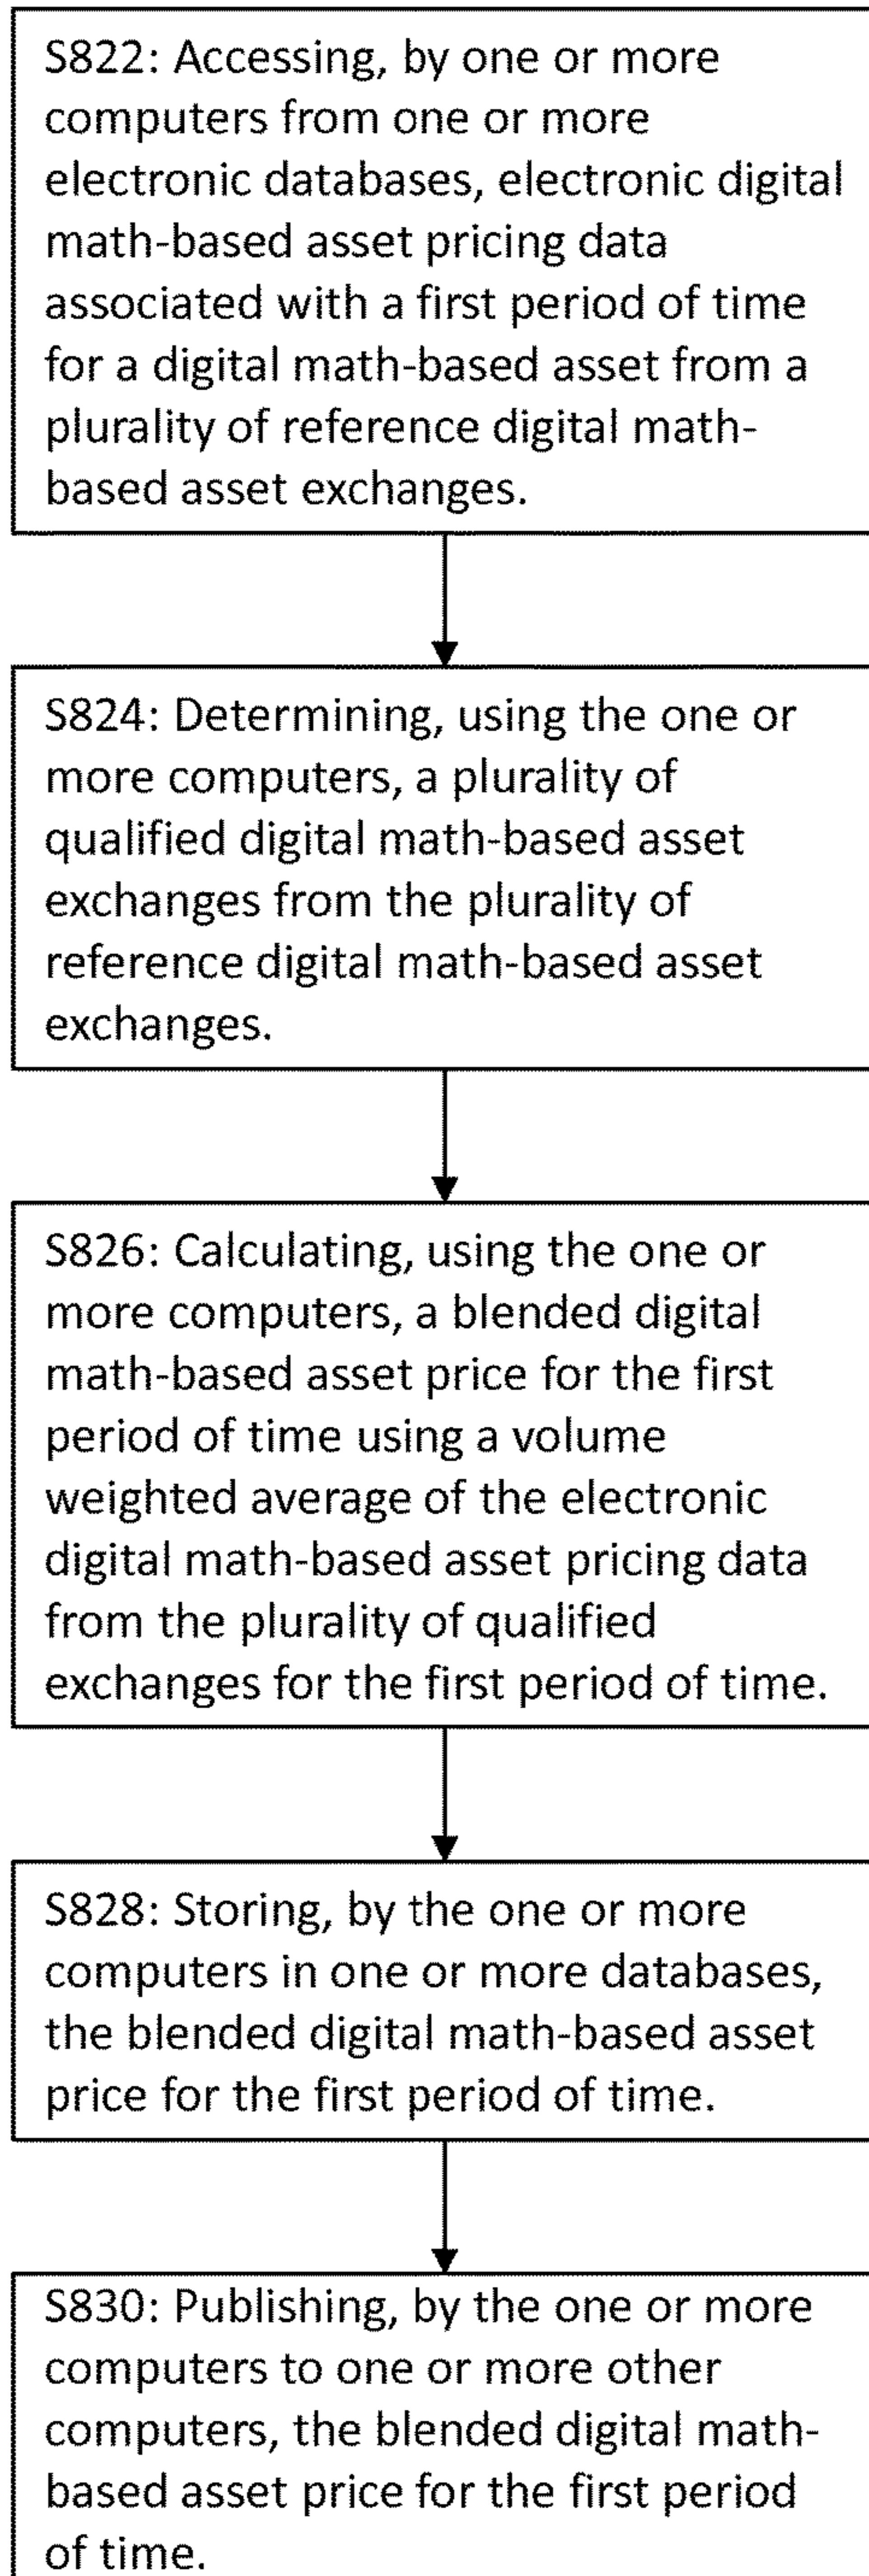 S822: Accessing, by one or more
computers from one or more
electronic databases, electronic digital
math-based asset pricing data
associated with a first period of time
for a digital math-based asset from a
plurality of reference digital math-
based asset exchanges.
S824: Determining, using the one or
more computers, a plurality of
qualified digital math-based asset
exchanges from the plurality of
reference digital math-based asset
exchanges.
S826: Calculating, using the one or
more computers, a blended digital
math-based asset price for the first
period of time using a volume
weighted average of the electronic
digital math-based asset pricing data
from the plurality of qualified
exchanges for the first period of time.
S828: Storing, by the one or more
computers in one or more databases,
the blended digital math-based asset
price for the first period of time.
S830: Publishing, by the one or more
computers to one or more other
computers, the blended digital math-
based asset price for the first period
of time.